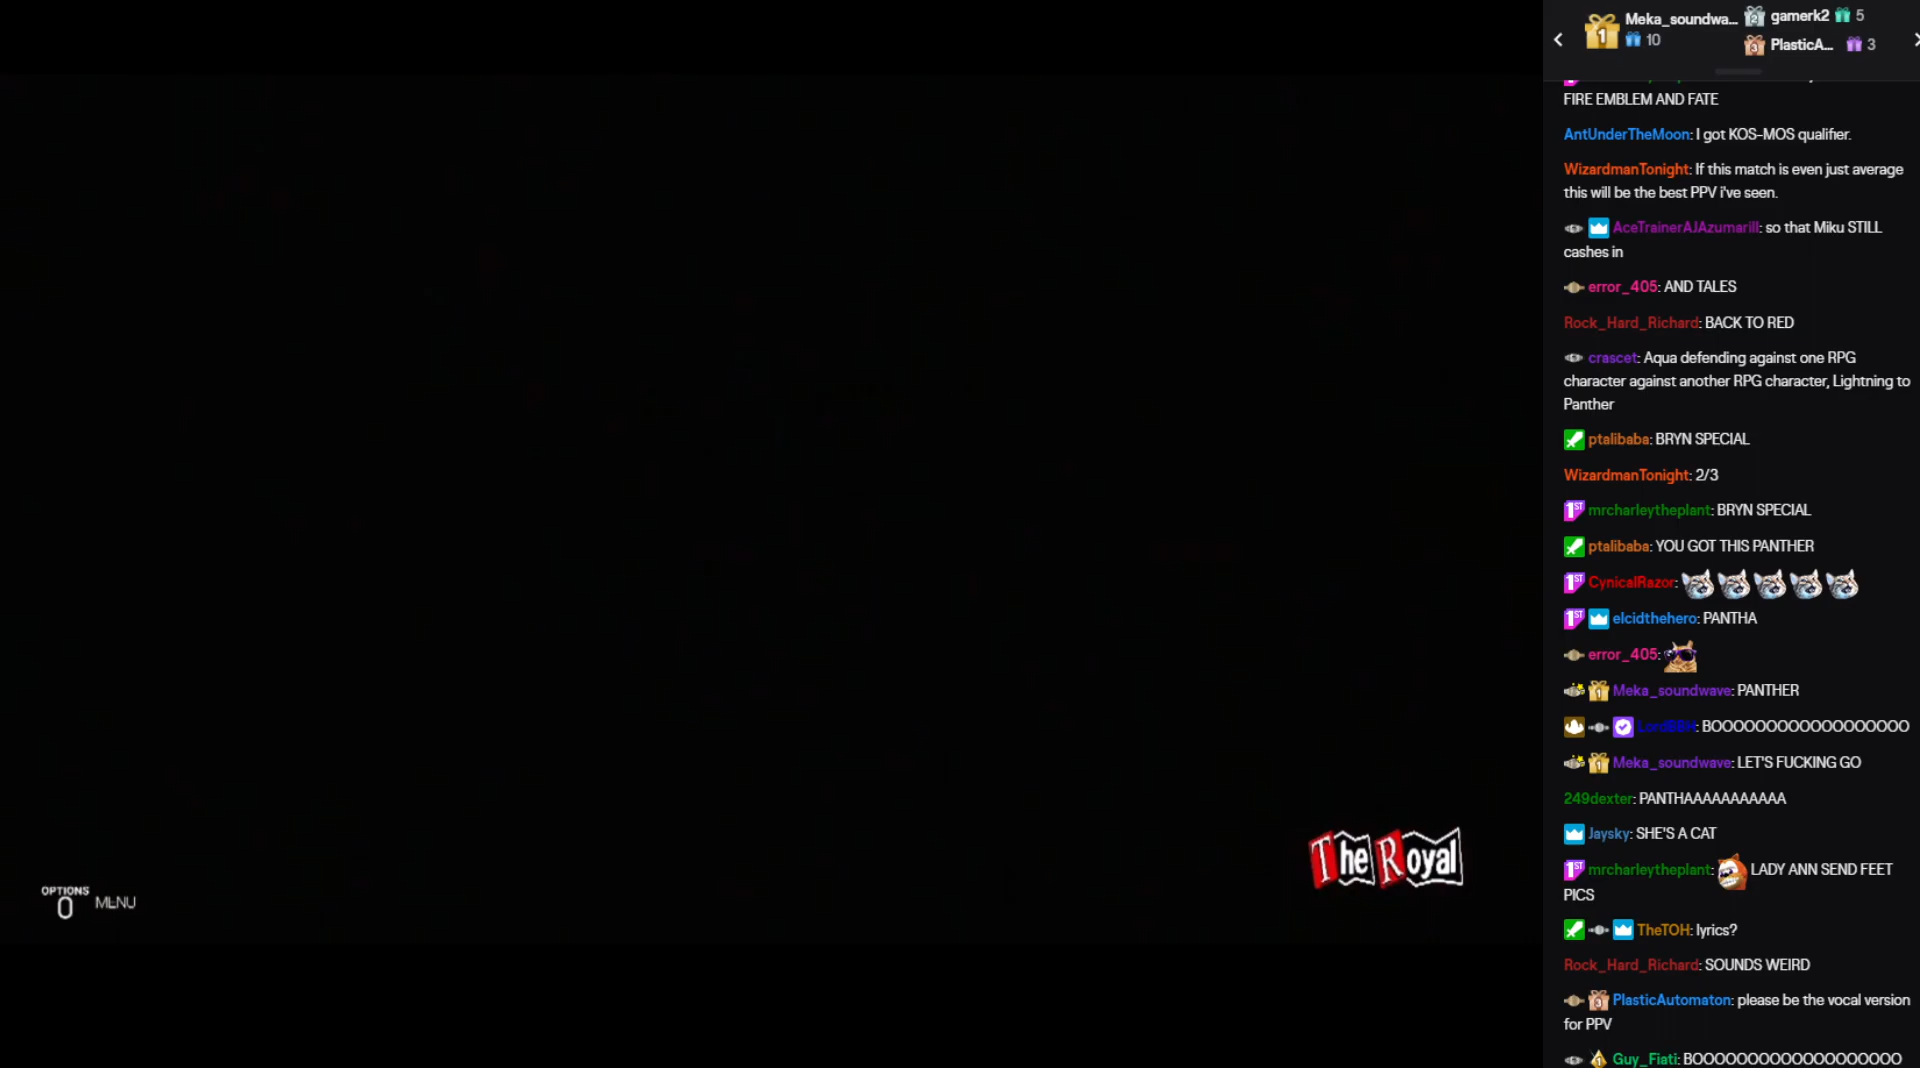 Meka_soundwa...
10
gamerk2 5
PlasticA... 3
FIRE EMBLEM AND FATE
AntUnderTheMoon: I got KOS-MOS qualifier.
WizardmanTonight: If this match is even just average
this will be the best PPV i've seen.
AceTrainerAJAzumarill: so that Miku STILL
cashes in
error_405: AND TALES
Rock_Hard_Richard: BACK TO RED
crascet: Aqua defending against one RPG
character against another RPG character, Lightning to
Panther
ptalibaba: BRYN SPECIAL
WizardmanTonight: 2/3
mrcharleytheplant: BRYN SPECIAL
ptalibaba: YOU GOT THIS PANTHER
CynicalRazor:
elcidthehero: PANTHA
error_405:
Meka_soundwave: PANTHER
LordBBH: BOOOOOOOOOOOOOOOOOOO
Meka_soundwave: LET'S FUCKING GO
249dexter: PANTHAAAAAAAAAAA
Jaysky: SHE'S A CAT
mrcharleytheplant: LADY ANN SEND FEET
PICS
TheTOH: lyrics?
Rock_Hard_Richard: SOUNDS WEIRD
PlasticAutomaton: please be the vocal version
for PPV
Guy_Fiati: BOOOOOOOOOOOOOOOOOOOO
The Royal
OPTIONS
MENU